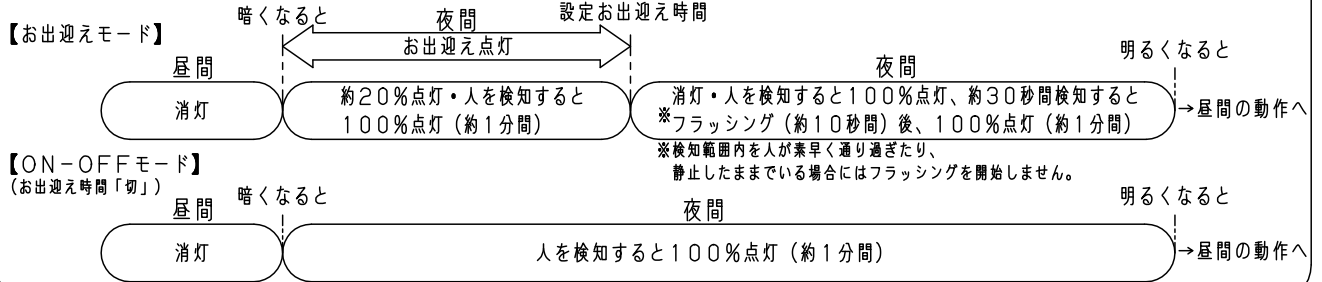 【お出迎えモード】
暗くなると
夜間
設定お出迎え時間
お出迎え点灯
明るくなると
昼間
夜間
消灯
約20%点灯・人を検知すると
100%点灯（約1分間）
消灯・人を検知すると100%点灯、約30秒間検知すると
※フラッシング（約10秒間）後、100%点灯（約1分間）
→昼間の動作へ
※検知範囲内を人が素早く通り過ぎたり、
静止したままでいる場合にはフラッシングを開始しません。
【ON－OFFモード】
（お出迎え時間「切」）
暗くなると
明るくなると
昼間
夜間
消灯
人を検知すると100%点灯（約1分間）
→昼間の動作へ